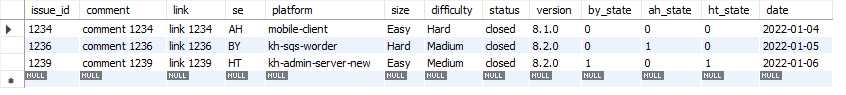 issue_id comment link se platform size difficulty status version by_state ah_state ht_state date
1234 comment 1234 link 1234 AH mobile-client Easy Hard closed 8.1.0 0 0 0 2022-01-04
1236 comment 1236 link 1236 BY kh-sqs-worder Hard Madium closed 8.2.0 0 1 0 2022-01-05
1239 comment 1239 link 1239 HT kh-admin-server-new Easy Medium closed 8.2.0 1 0 1 2022-01-06
NULL NULL NULL NULL NULL NULL NULL NULL NULL NULL NULL NULL NULL